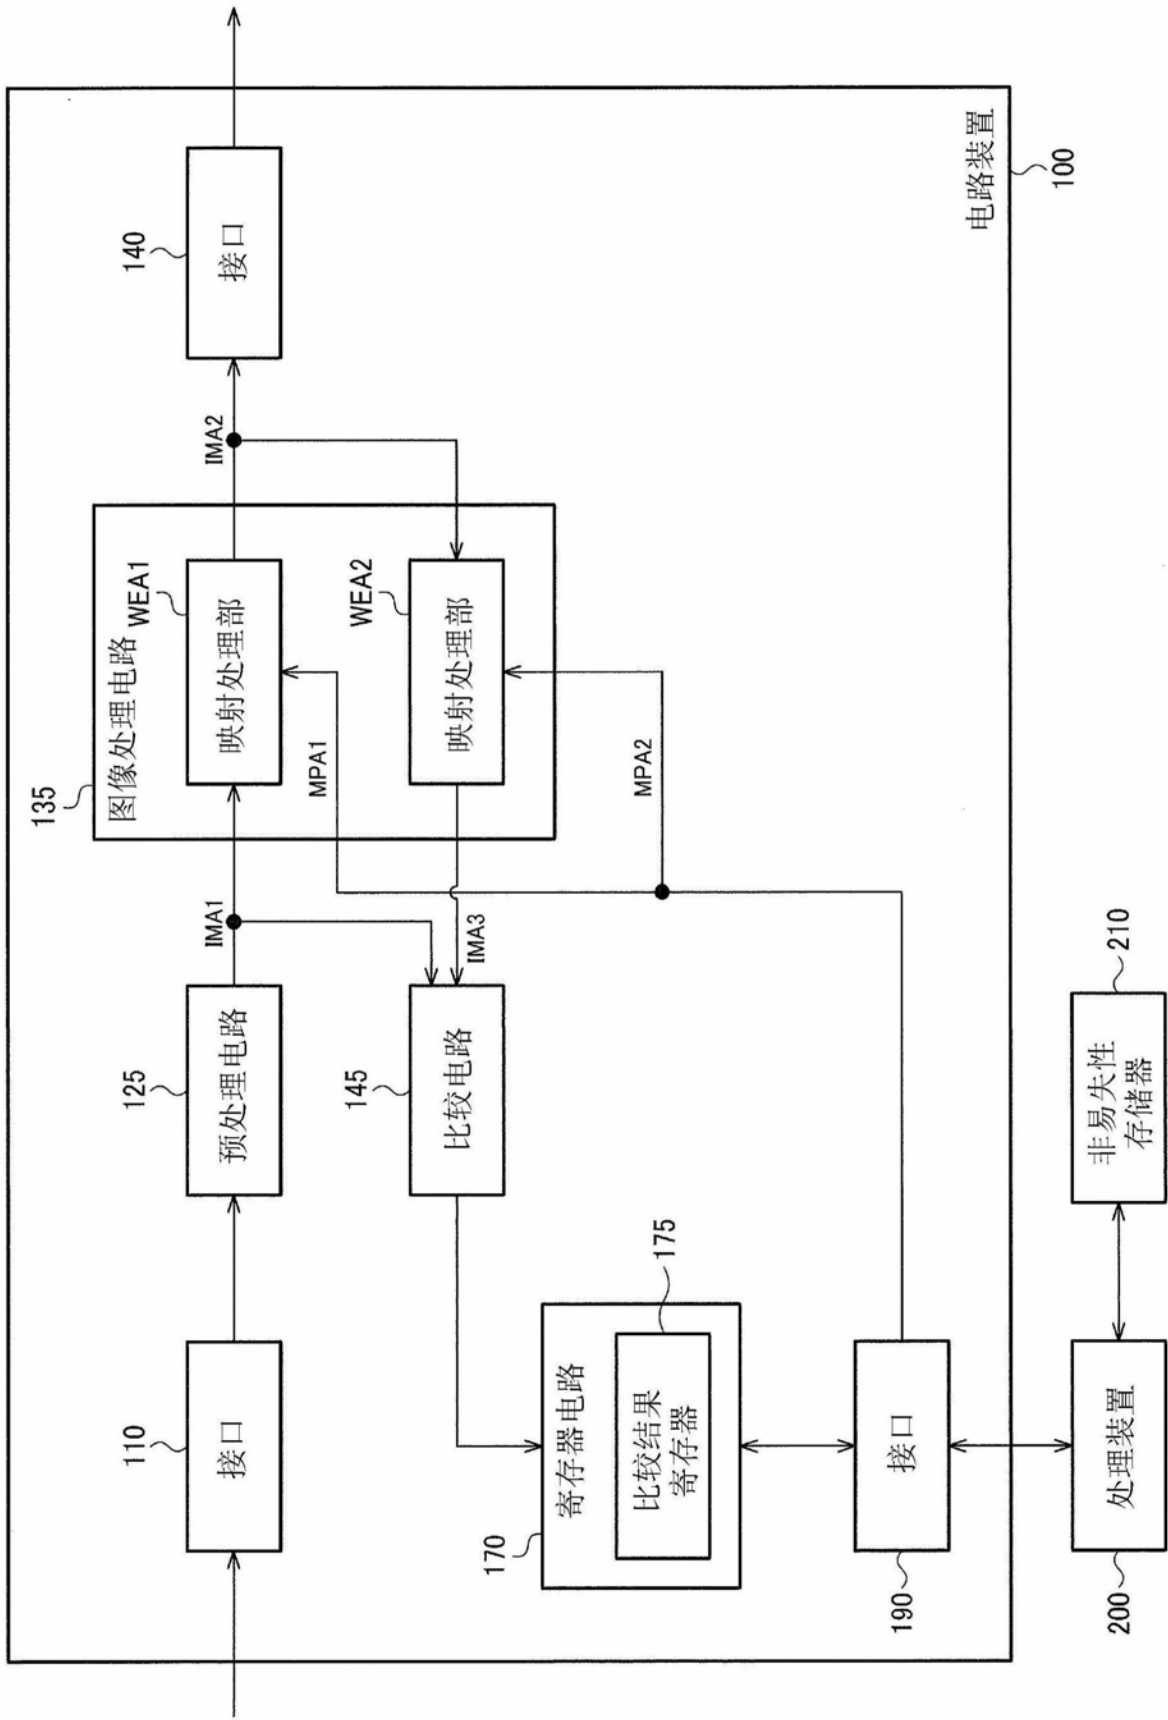 电路装置
100
110
接口
125
预处理电路
IMA1
135
图像处理电路
WEA1
映射处理部
IMA2
140
接口
145
比较电路
IMA3
MPA1
WEA2
映射处理部
MPA2
170
寄存器电路
175
比较结果
寄存器
190
接口
200
处理装置
210
非易失性
存储器